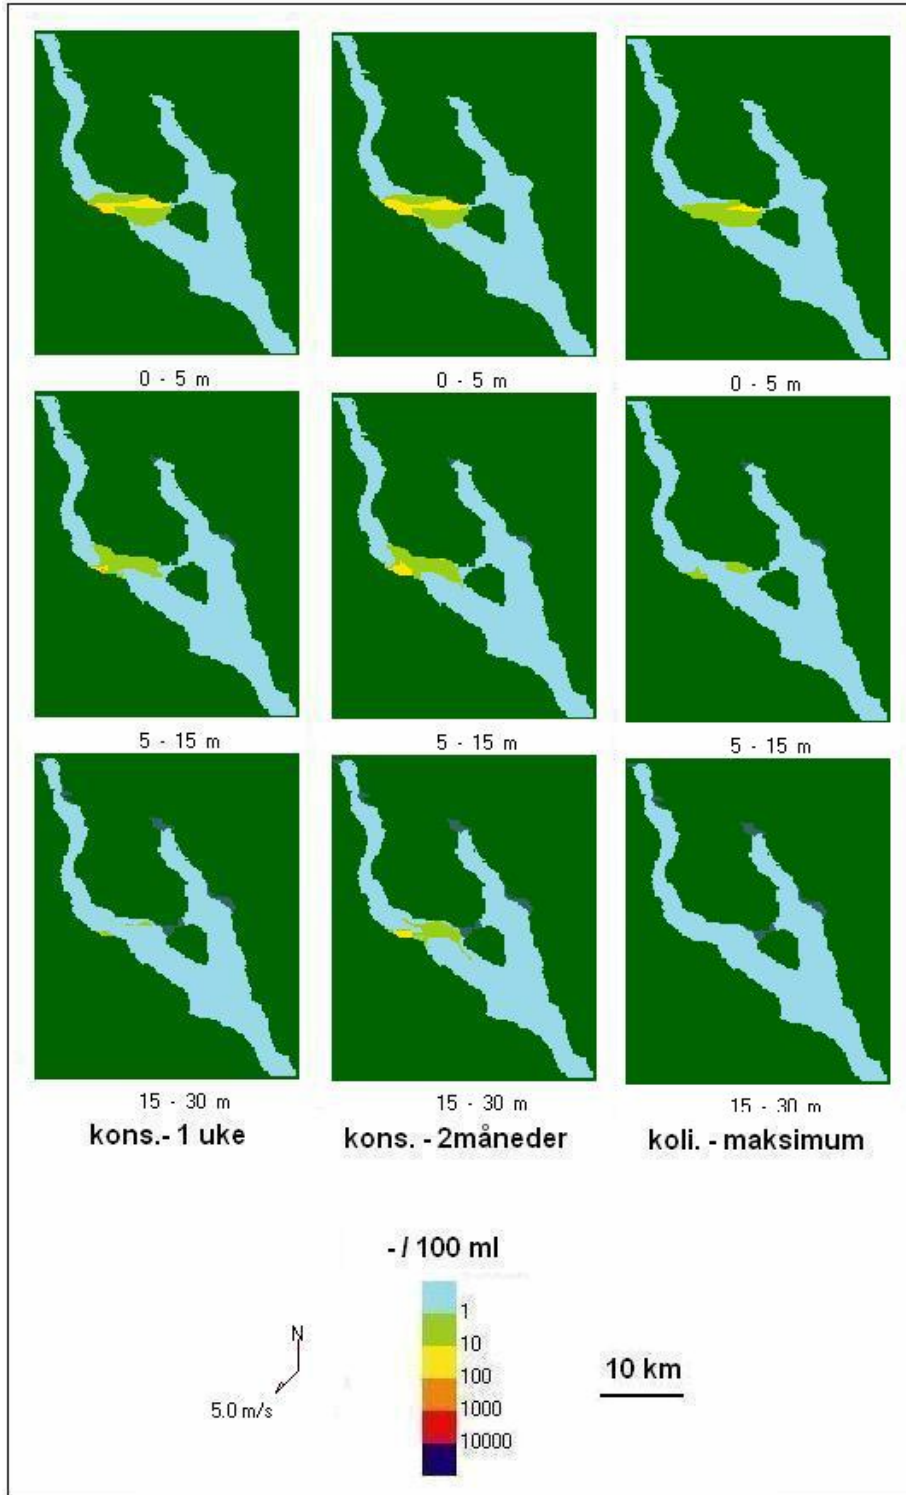 0 - 5 m 0 - 5 m 0 - 5 m
5 - 15 m 5 - 15 m 5 - 15 m
15 - 30 m 15 - 30 m 15 - 30 m
kons.- 1 uke kons. - 2måneder koli. - maksimum
- / 100 ml
1
10
100
1000
10000
N
5.0 m/s
10 km